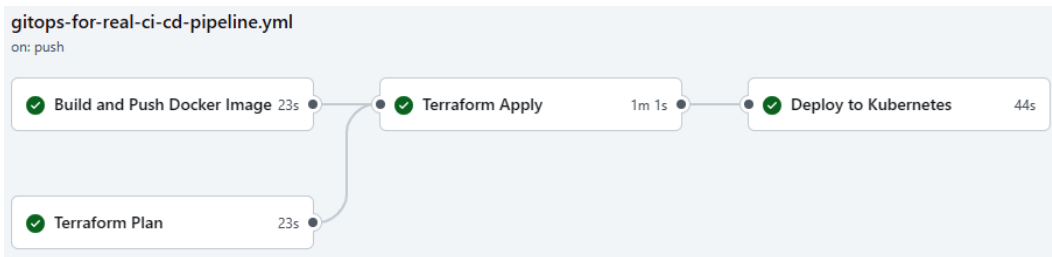 gitops-for-real-ci-cd-pipeline.yml
on: push
Build and Push Docker Image 23s
Terraform Apply 1m 1s
Deploy to Kubernetes 44s
Terraform Plan 23s